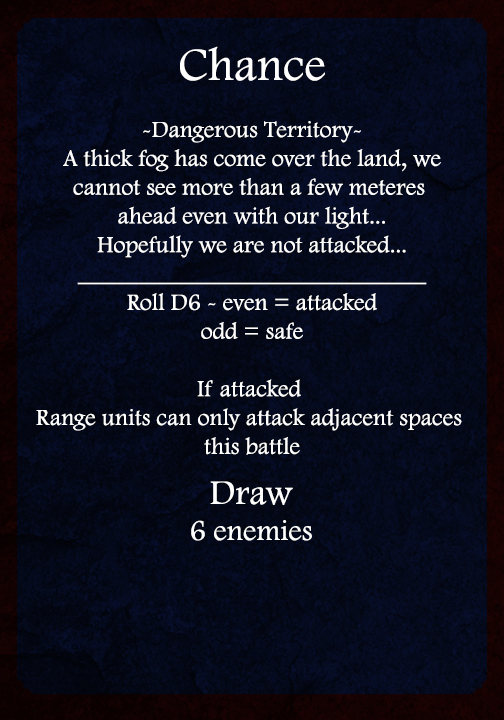 Chance
~Dangerous Territory~
A thick fog has come over the land, we
cannot see more than a few meteres
ahead even with our light...
Hopefully we are not attacked...
Roll D6 - even = attacked
odd = safe
If attacked
Range units can only attack adjacent spaces
this battle
Draw
6 enemies